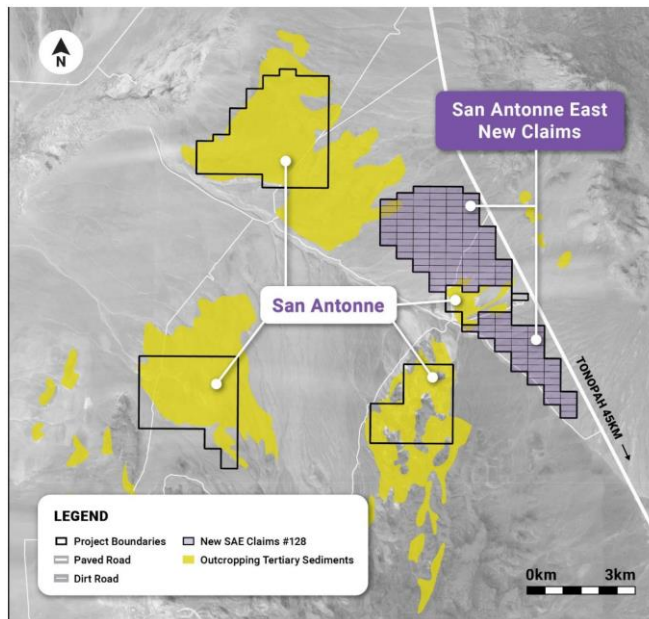 N
San Antonne East
New Claims
San Antonne
TONOPAH 45KM
LEGEND
Project Boundaries
New SAE Claims #128
Paved Road
Outcropping Tertiary Sediments
Dirt Road
0km
3km